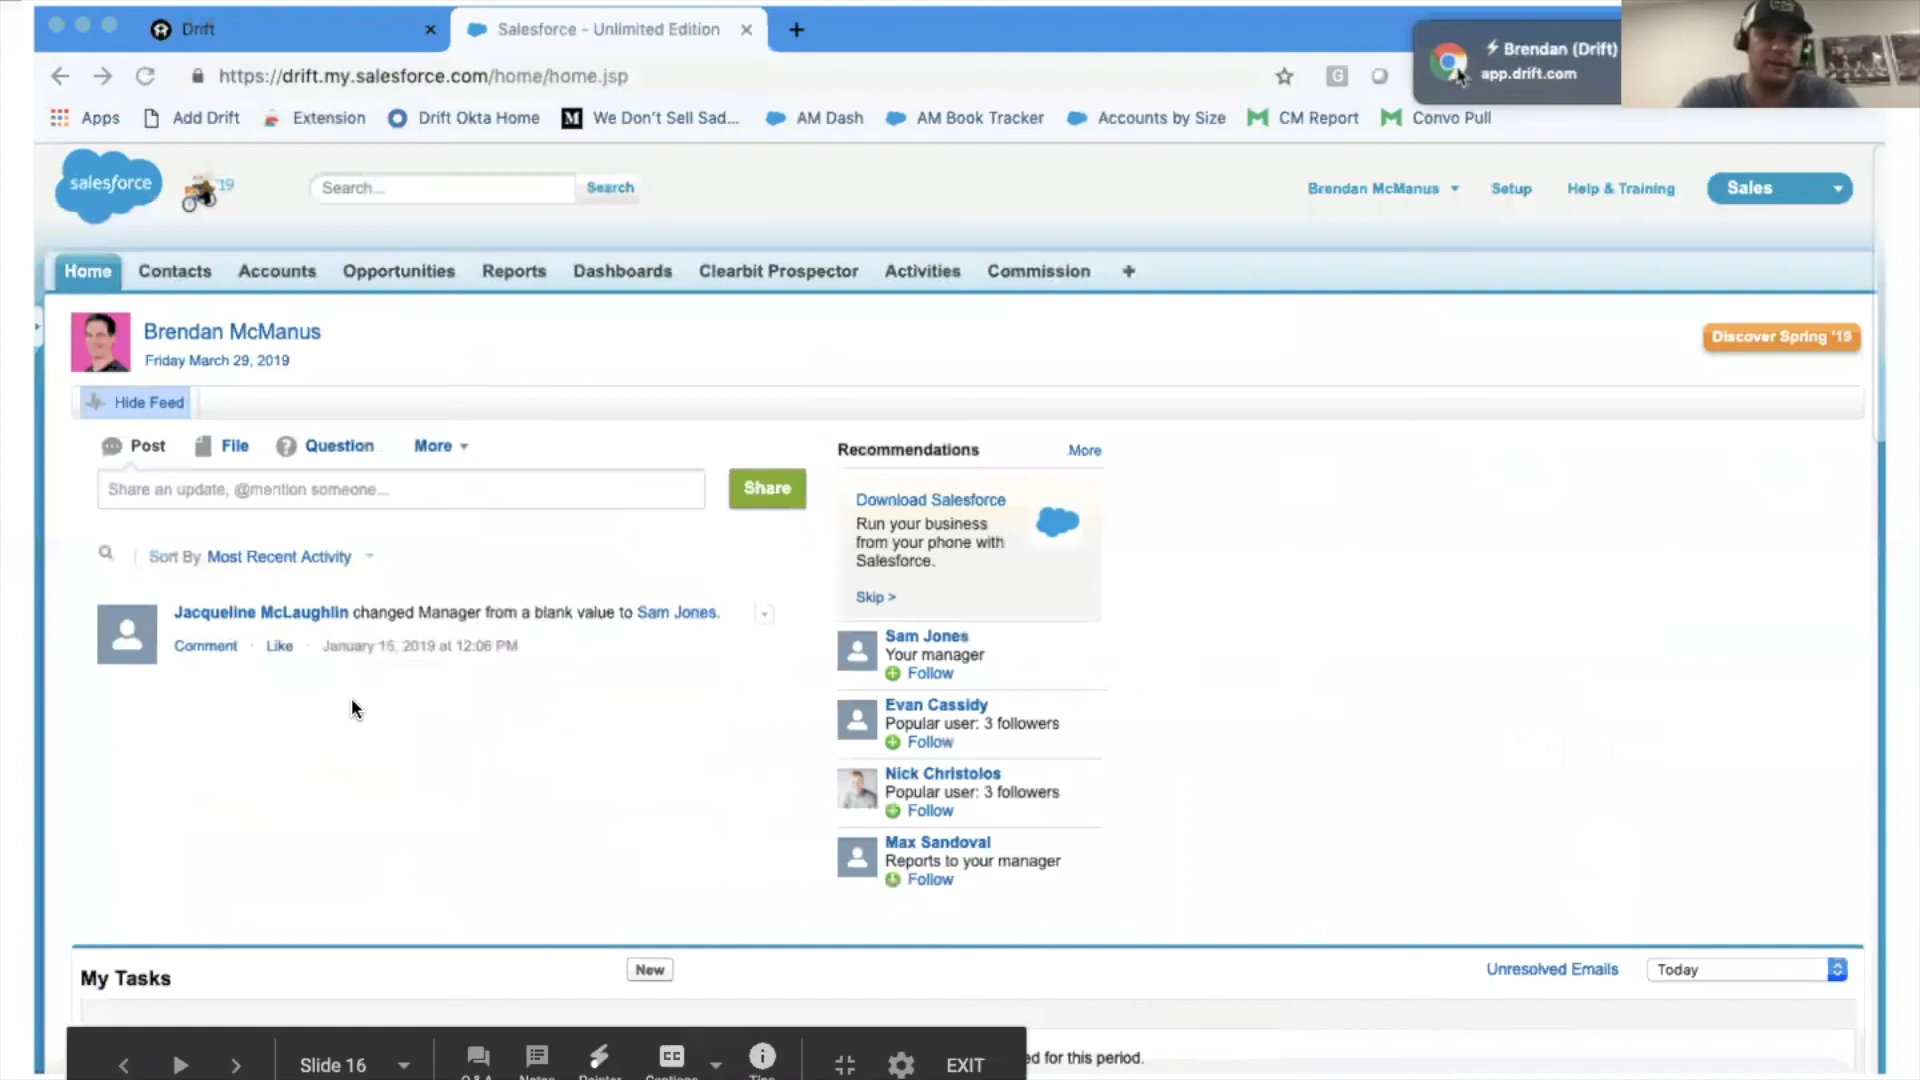 Drift
Salesforce - Unlimited Edition
Brendan (Drift)
app.drift.com
https://drift.my.salesforce.com/home/home.jsp
Apps Add Drift Extension Drift Okta Home We Don't Sell Sad... AM Dash AM Book Tracker Accounts by Size CM Report Convo Pull
salesforce '19 Search... Search Brendan McManus Setup Help & Training Sales
Home Contacts Accounts Opportunities Reports Dashboards Clearbit Prospector Activities Commission +
Brendan McManus
Friday March 29, 2019
Discover Spring '19
Hide Feed
Post File Question More
Share an update, @mention someone... Share
Sort By Most Recent Activity
Jacqueline McLaughlin changed Manager from a blank value to Sam Jones.
Comment · Like · January 15, 2019 at 12:06 PM
Recommendations More
Download Salesforce
Run your business
from your phone with
Salesforce.
Skip >
Sam Jones
Your manager
Follow
Evan Cassidy
Popular user: 3 followers
Follow
Nick Christolos
Popular user: 3 followers
Follow
Max Sandoval
Reports to your manager
Follow
My Tasks New Unresolved Emails Today
ed for this period.
Slide 16 CC EXIT
Q & A Notes Pointer Captions Tips